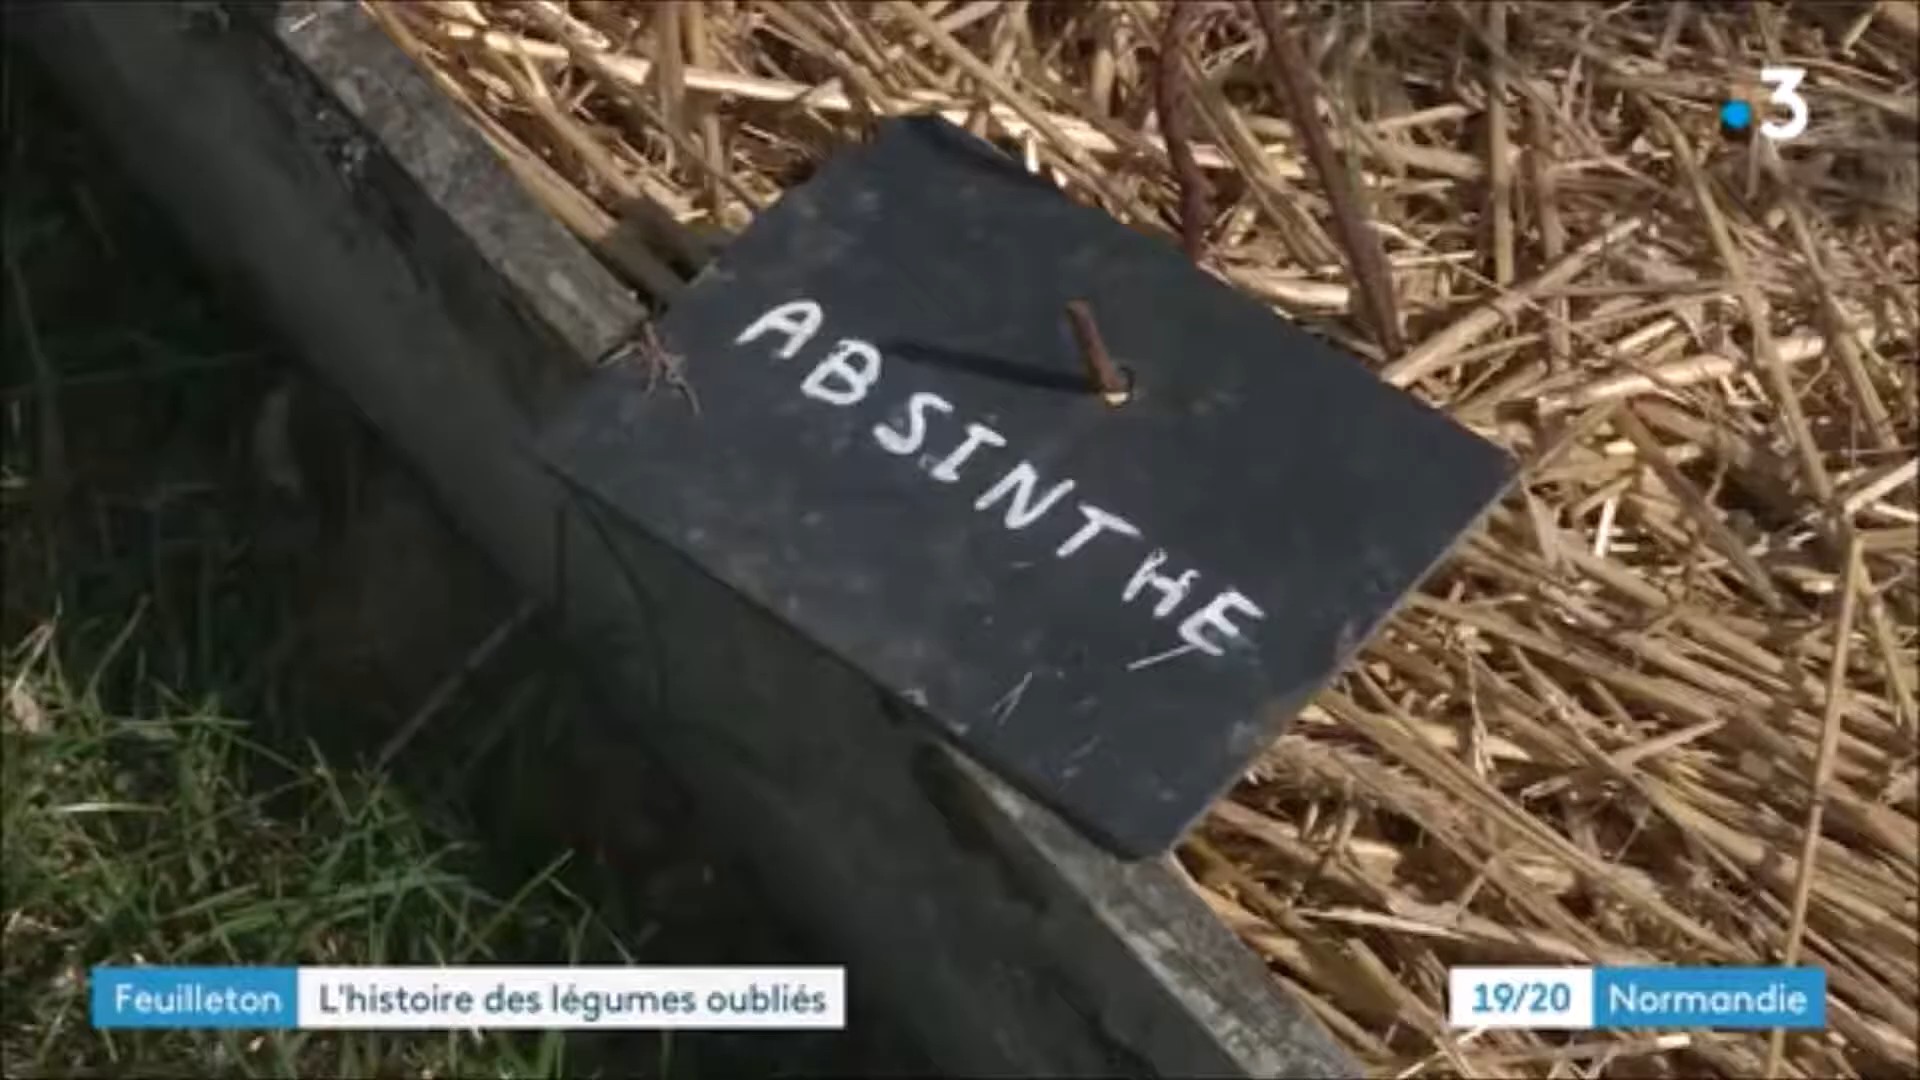 3
ABSINTHE
Feuilleton L'histoire des légumes oubliés
19/20 Normandie